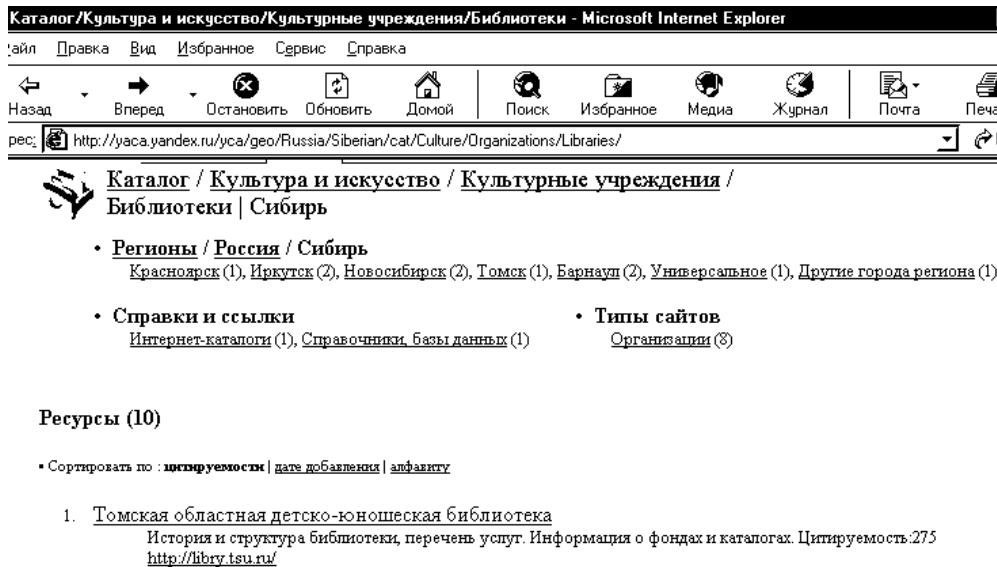 Каталог/Культура и искусство/Культурные учреждения/Библиотеки - Microsoft Internet Explorer
Правка Вид Избранное Сервис Справка
Назад Вперед Остановить Обновить Домой Поиск Избранное Медиа Журнал Почта
http://yaca.yandex.ru/yca/geo/Russia/Siberian/cat/Culture/Organizations/Libraries/
Каталог / Культура и искусство / Культурные учреждения /
Библиотеки | Сибирь
• Регионы / Россия / Сибирь
Красноярск (1), Иркутск (2), Новосибирск (2), Томск (1), Барнаул (2), Универсальное (1), Другие города региона (1)
• Справки и ссылки • Типы сайтов
Интернет-каталоги (1), Справочники, базы данных (1) Организации (8)
Ресурсы (10)
▪ Сортировать по : цитируемости | дате добавления | алфавиту
1. Томская областная детско-юношеская библиотека
История и структура библиотеки, перечень услуг. Информация о фондах и каталогах. Цитируемость:275
http://libry.tsu.ru/